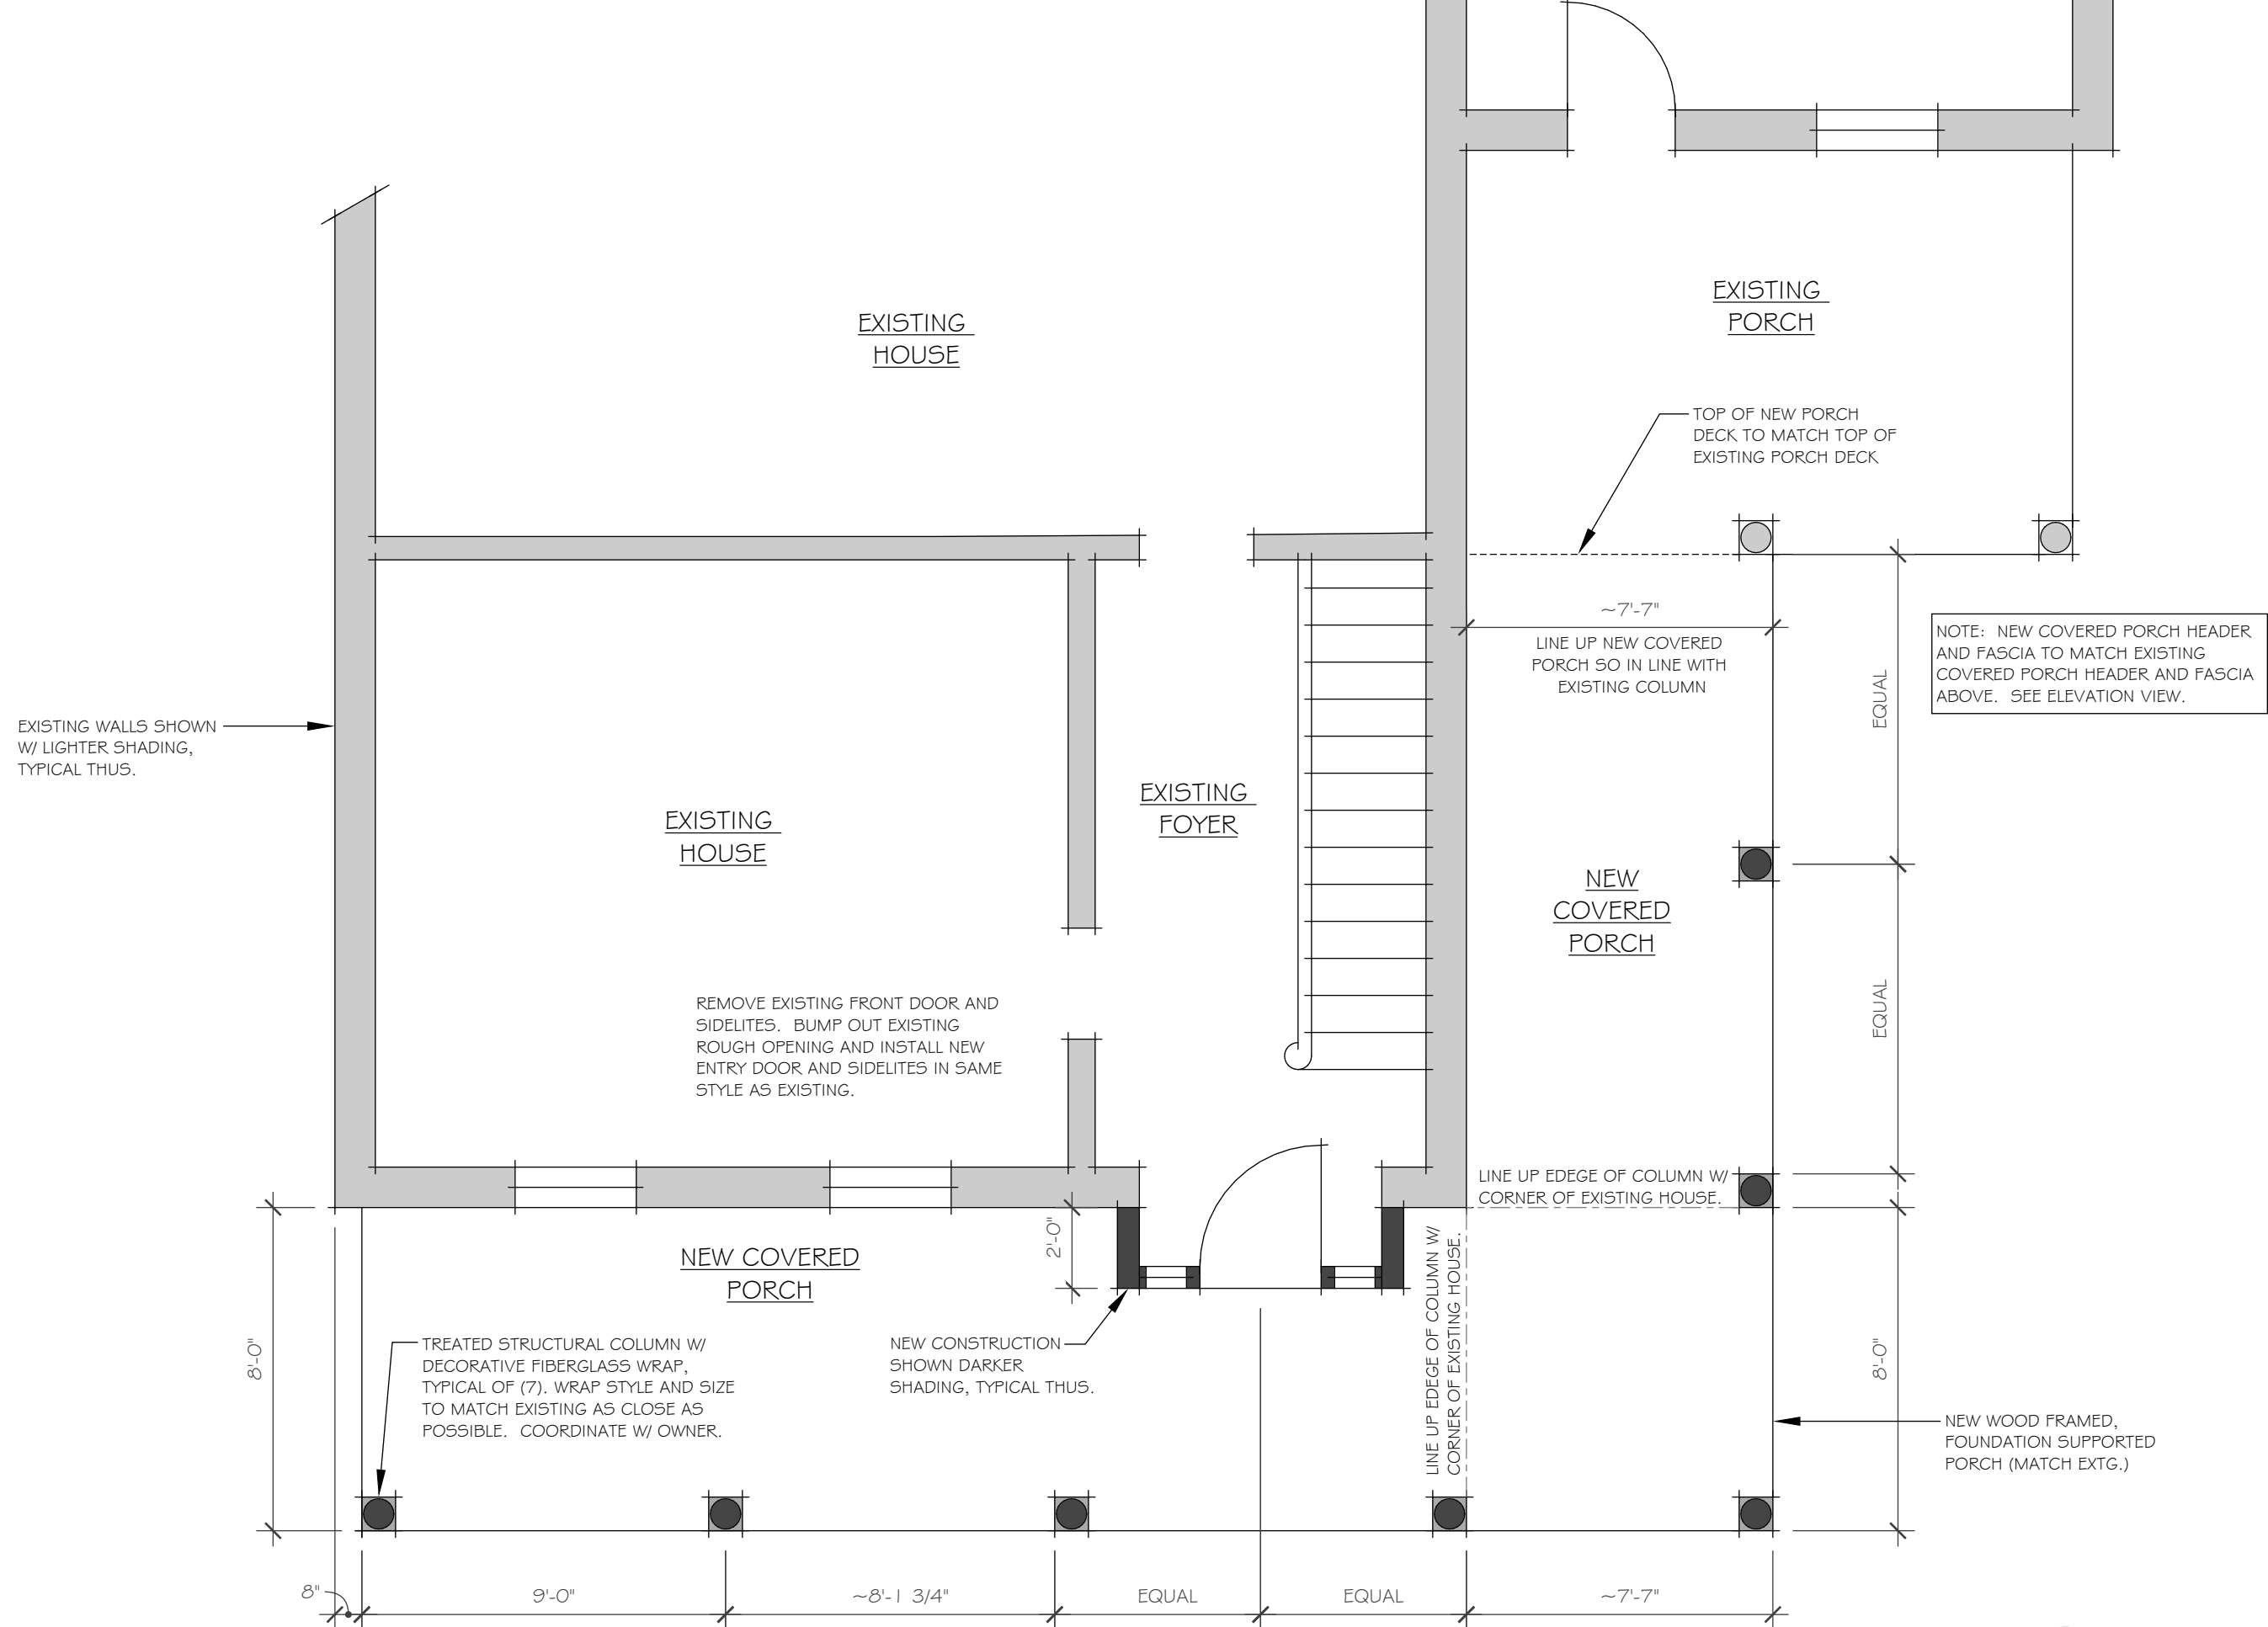 EXISTING
HOUSE
EXISTING
PORCH
TOP OF NEW PORCH
DECK TO MATCH TOP OF
EXISTING PORCH DECK
~7'-7"
LINE UP NEW COVERED
PORCH SO IN LINE WITH
EXISTING COLUMN
NOTE: NEW COVERED PORCH HEADER
AND FASCIA TO MATCH EXISTING
COVERED PORCH HEADER AND FASCIA
ABOVE. SEE ELEVATION VIEW.
EQUAL
EXISTING WALLS SHOWN
W/ LIGHTER SHADING,
TYPICAL THUS.
EXISTING
HOUSE
EXISTING
FOYER
NEW
COVERED
PORCH
EQUAL
REMOVE EXISTING FRONT DOOR AND
SIDELITES. BUMP OUT EXISTING
ROUGH OPENING AND INSTALL NEW
ENTRY DOOR AND SIDELITES IN SAME
STYLE AS EXISTING.
LINE UP EDEGE OF COLUMN W/
CORNER OF EXISTING HOUSE.
2'-0"
NEW COVERED
PORCH
LINE UP EDEGE OF COLUMN W/
CORNER OF EXISTING HOUSE.
8'-0"
TREATED STRUCTURAL COLUMN W/
DECORATIVE FIBERGLASS WRAP,
TYPICAL OF (7). WRAP STYLE AND SIZE
TO MATCH EXISTING AS CLOSE AS
POSSIBLE. COORDINATE W/ OWNER.
NEW CONSTRUCTION
SHOWN DARKER
SHADING, TYPICAL THUS.
8'-0"
NEW WOOD FRAMED,
FOUNDATION SUPPORTED
PORCH (MATCH EXTG.)
8"
9'-0"
~8'-1 3/4"
EQUAL
EQUAL
~7'-7"